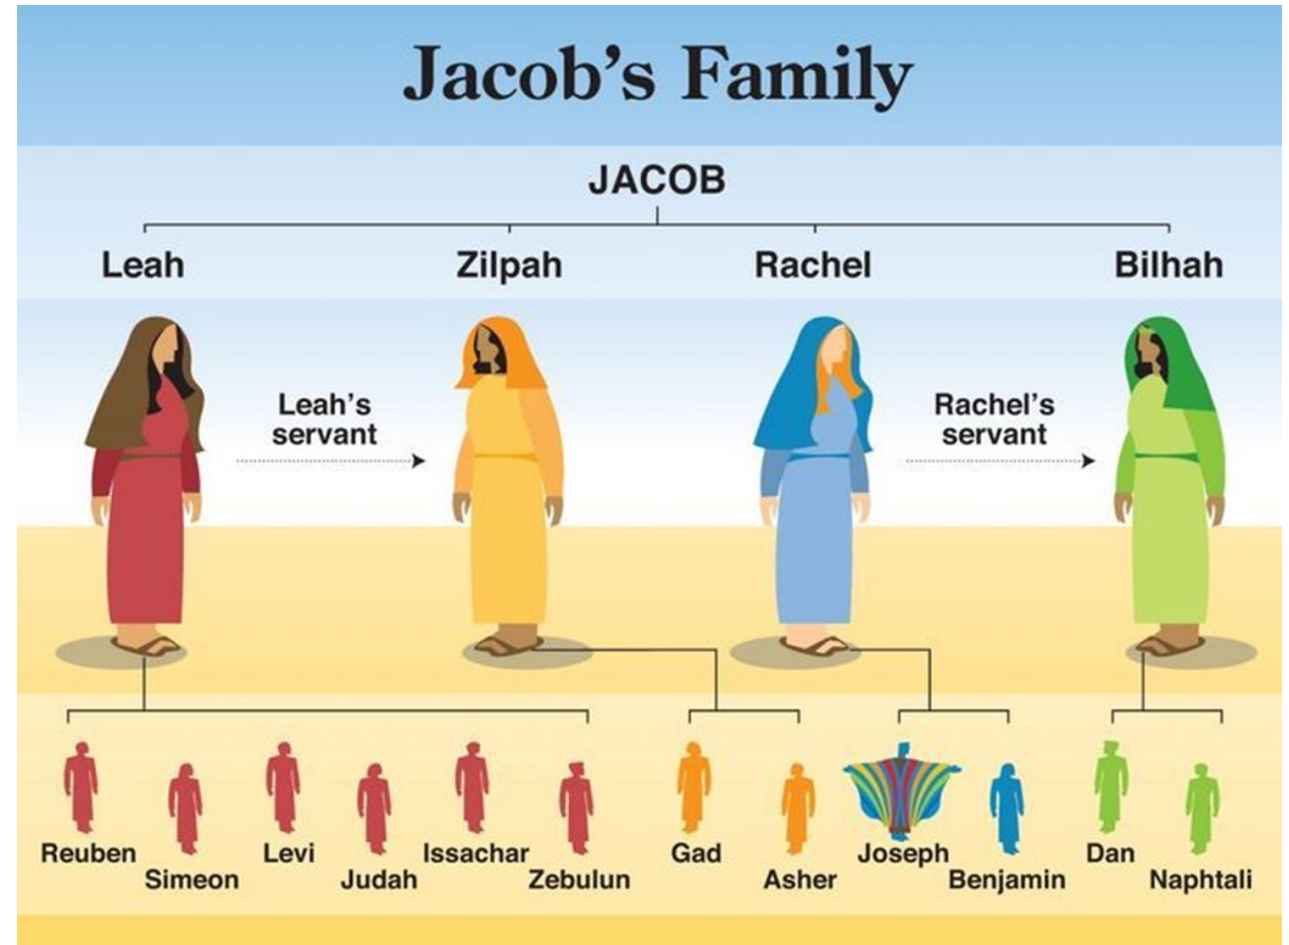 Jacob's Family
JACOB
Leah Zilpah Rachel Bilhah
Leah's
servant
Rachel's
servant
Reuben Levi Issachar Gad Joseph Dan
Simeon Judah Zebulun Asher Benjamin Naphtali